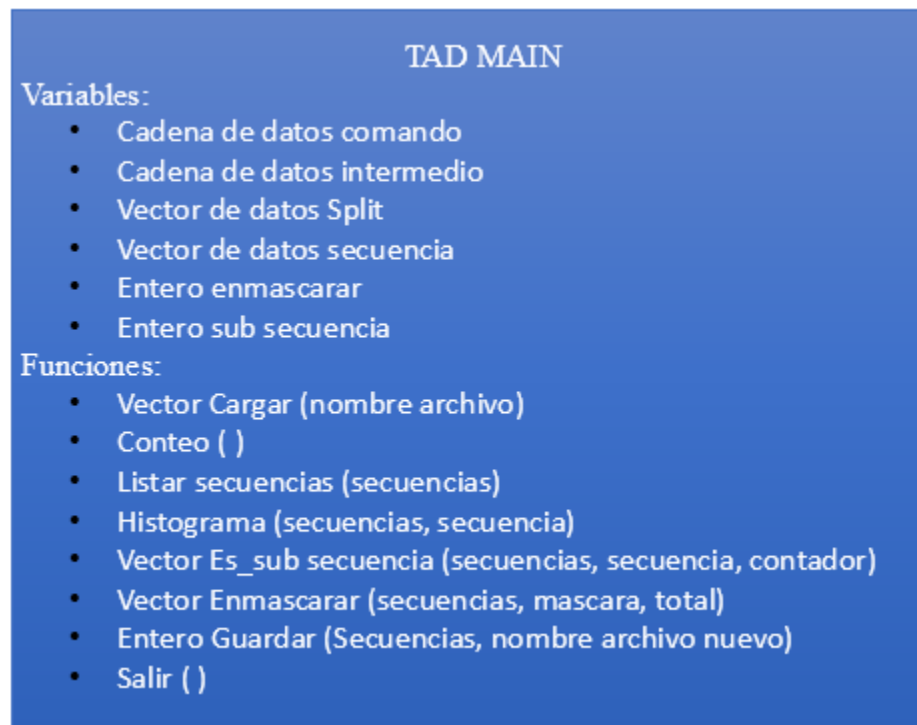 TAD MAIN
Variables:
• Cadena de datos comando
• Cadena de datos intermedio
• Vector de datos Split
• Vector de datos secuencia
• Entero enmascarar
• Entero sub secuencia
Funciones:
• Vector Cargar (nombre archivo)
• Conteo ( )
• Listar secuencias (secuencias)
• Histograma (secuencias, secuencia)
• Vector Es_sub secuencia (secuencias, secuencia, contador)
• Vector Enmascarar (secuencias, mascara, total)
• Entero Guardar (Secuencias, nombre archivo nuevo)
• Salir ( )